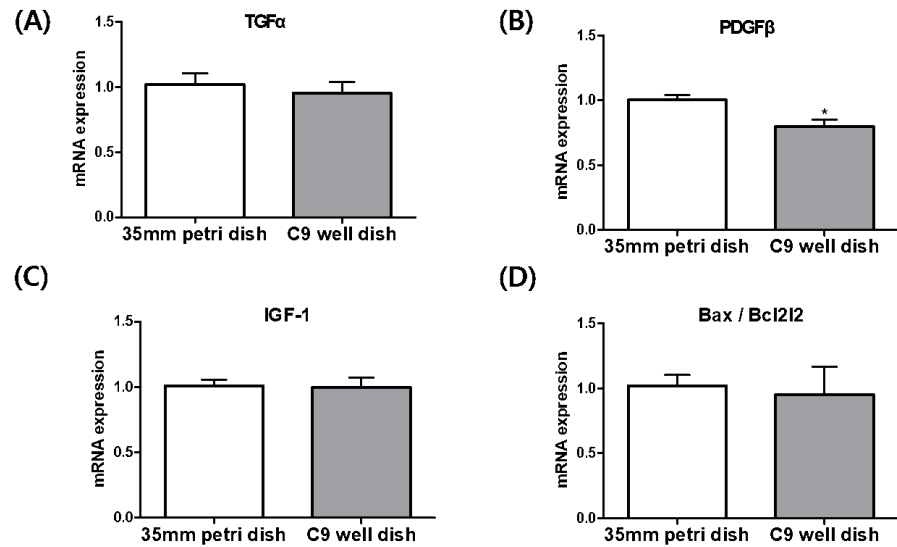 (A)
TGFα
mRNA expression
1.5
1.0
0.5
0.0
35mm petri dish C9 well dish
(B)
PDGFβ
mRNA expression
1.5
1.0
0.5
0.0
*
35mm petri dish C9 well dish
(C)
IGF-1
mRNA expression
1.5
1.0
0.5
0.0
35mm petri dish C9 well dish
(D)
Bax / Bcl2l2
mRNA expression
1.5
1.0
0.5
0.0
35mm petri dish C9 well dish